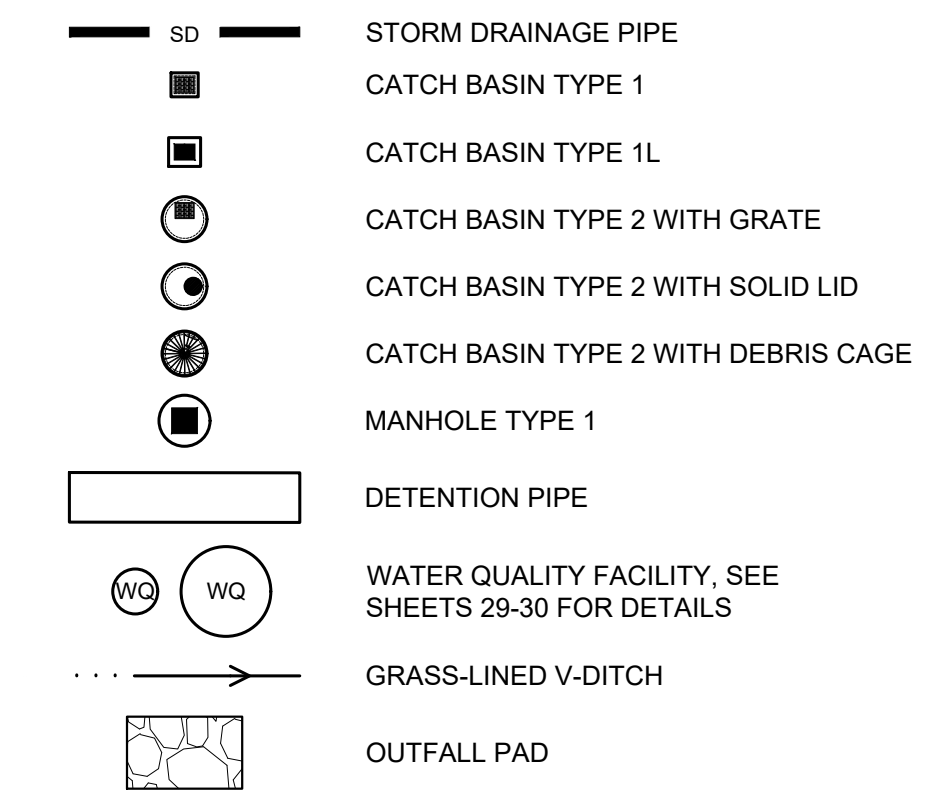 SD STORM DRAINAGE PIPE
CATCH BASIN TYPE 1
CATCH BASIN TYPE 1L
CATCH BASIN TYPE 2 WITH GRATE
CATCH BASIN TYPE 2 WITH SOLID LID
CATCH BASIN TYPE 2 WITH DEBRIS CAGE
MANHOLE TYPE 1
DETENTION PIPE
WQ WQ WATER QUALITY FACILITY, SEE
SHEETS 29-30 FOR DETAILS
GRASS-LINED V-DITCH
OUTFALL PAD